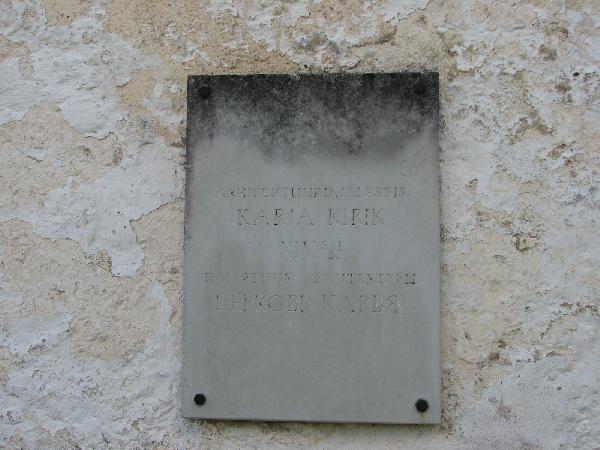 ARHITEKTUURIMÄLESTIS
KARJA KIRIK
XIV
ПАМЯТНИК АРХИТЕКТУРЫ
ЦЕРКОВЬ КАРЬЯ